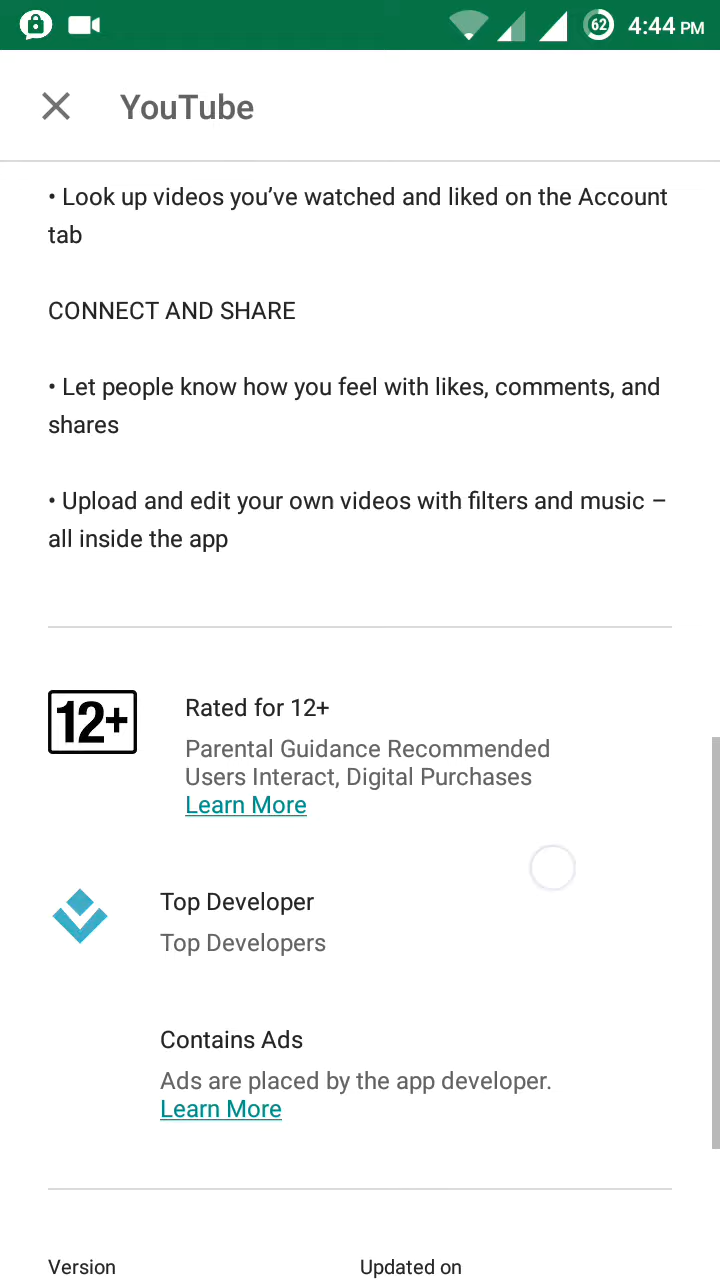 62 4:44 PM
YouTube
• Look up videos you’ve watched and liked on the Account
tab
CONNECT AND SHARE
• Let people know how you feel with likes, comments, and
shares
• Upload and edit your own videos with filters and music –
all inside the app
12+
Rated for 12+
Parental Guidance Recommended
Users Interact, Digital Purchases
Learn More
Top Developer
Top Developers
Contains Ads
Ads are placed by the app developer.
Learn More
Version Updated on